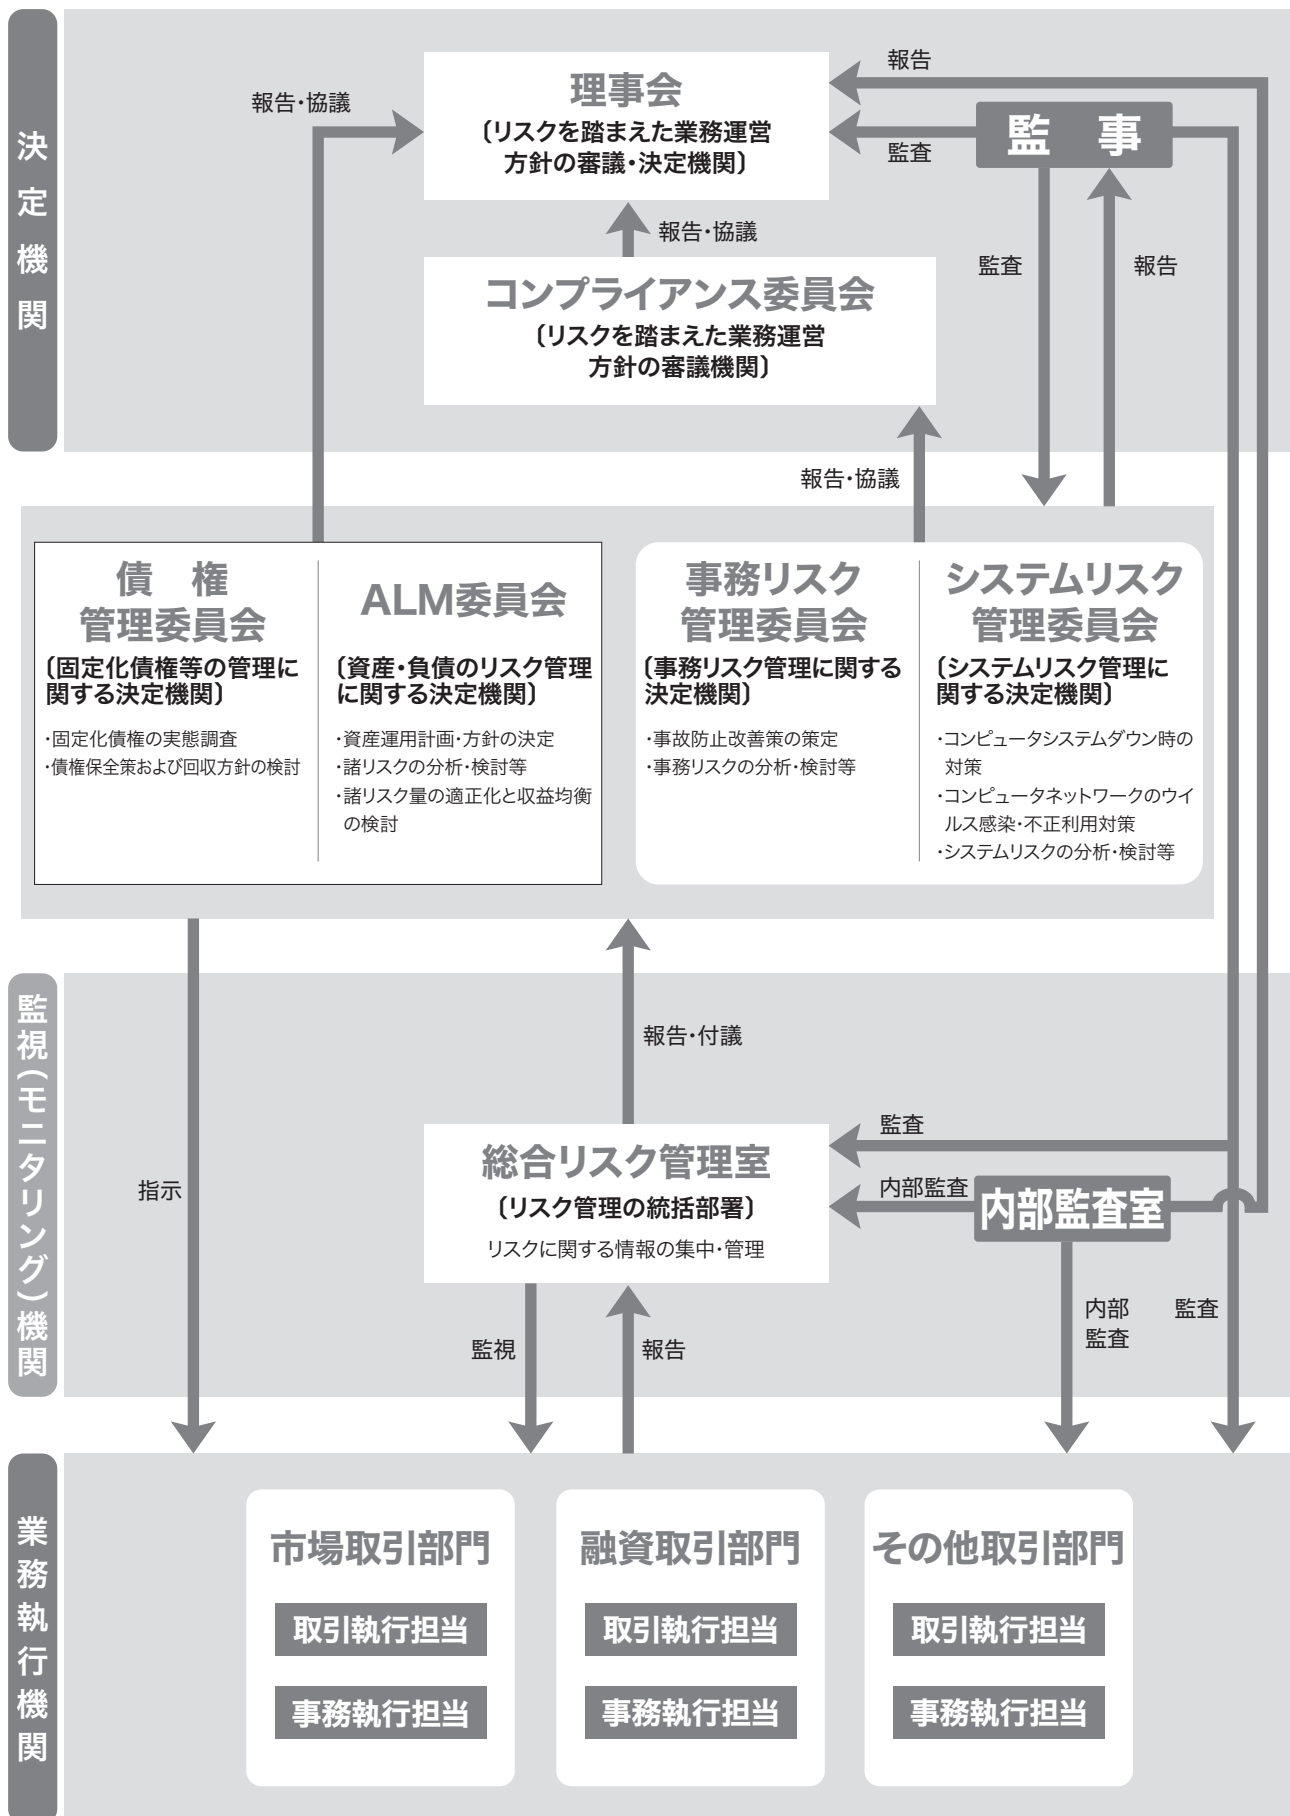 決定機関
報告
理事会
報告・協議
〔リスクを踏まえた業務運営
方針の審議・決定機関〕
監　事
監査
報告・協議
監査
報告
コンプライアンス委員会
〔リスクを踏まえた業務運営
方針の審議機関〕
報告・協議
債　権
管理委員会
〔固定化債権等の管理に
関する決定機関〕
・固定化債権の実態調査
・債権保全策および回収方針の検討
ALM委員会
〔資産・負債のリスク管理
に関する決定機関〕
・資産運用計画・方針の決定
・諸リスクの分析・検討等
・諸リスク量の適正化と収益均衡
の検討
事務リスク
管理委員会
〔事務リスク管理に関する
決定機関〕
・事故防止改善策の策定
・事務リスクの分析・検討等
システムリスク
管理委員会
〔システムリスク管理に
関する決定機関〕
・コンピュータシステムダウン時の
対策
・コンピュータネットワークのウイ
ルス感染・不正利用対策
・システムリスクの分析・検討等
監視(モニタリング)機関
報告・付議
監査
総合リスク管理室
指示
内部監査
内部監査室
〔リスク管理の統括部署〕
リスクに関する情報の集中・管理
内部
監査
監査
監視
報告
業務執行機関
市場取引部門
取引執行担当
事務執行担当
融資取引部門
取引執行担当
事務執行担当
その他取引部門
取引執行担当
事務執行担当